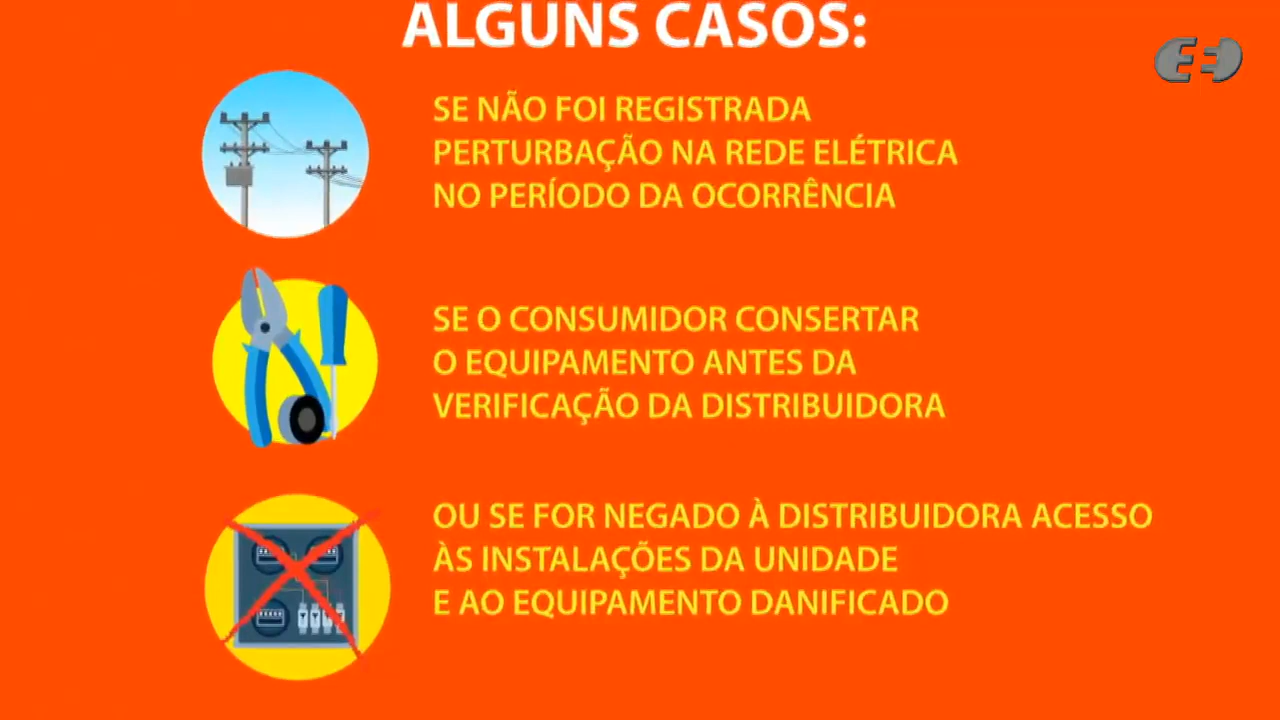 ALGUNS CASOS:
SE NÃO FOI REGISTRADA
PERTURBAÇÃO NA REDE ELÉTRICA
NO PERÍODO DA OCORRÊNCIA
SE O CONSUMIDOR CONSERTAR
O EQUIPAMENTO ANTES DA
VERIFICAÇÃO DA DISTRIBUIDORA
OU SE FOR NEGADO À DISTRIBUIDORA ACESSO
ÀS INSTALAÇÕES DA UNIDADE
E AO EQUIPAMENTO DANIFICADO